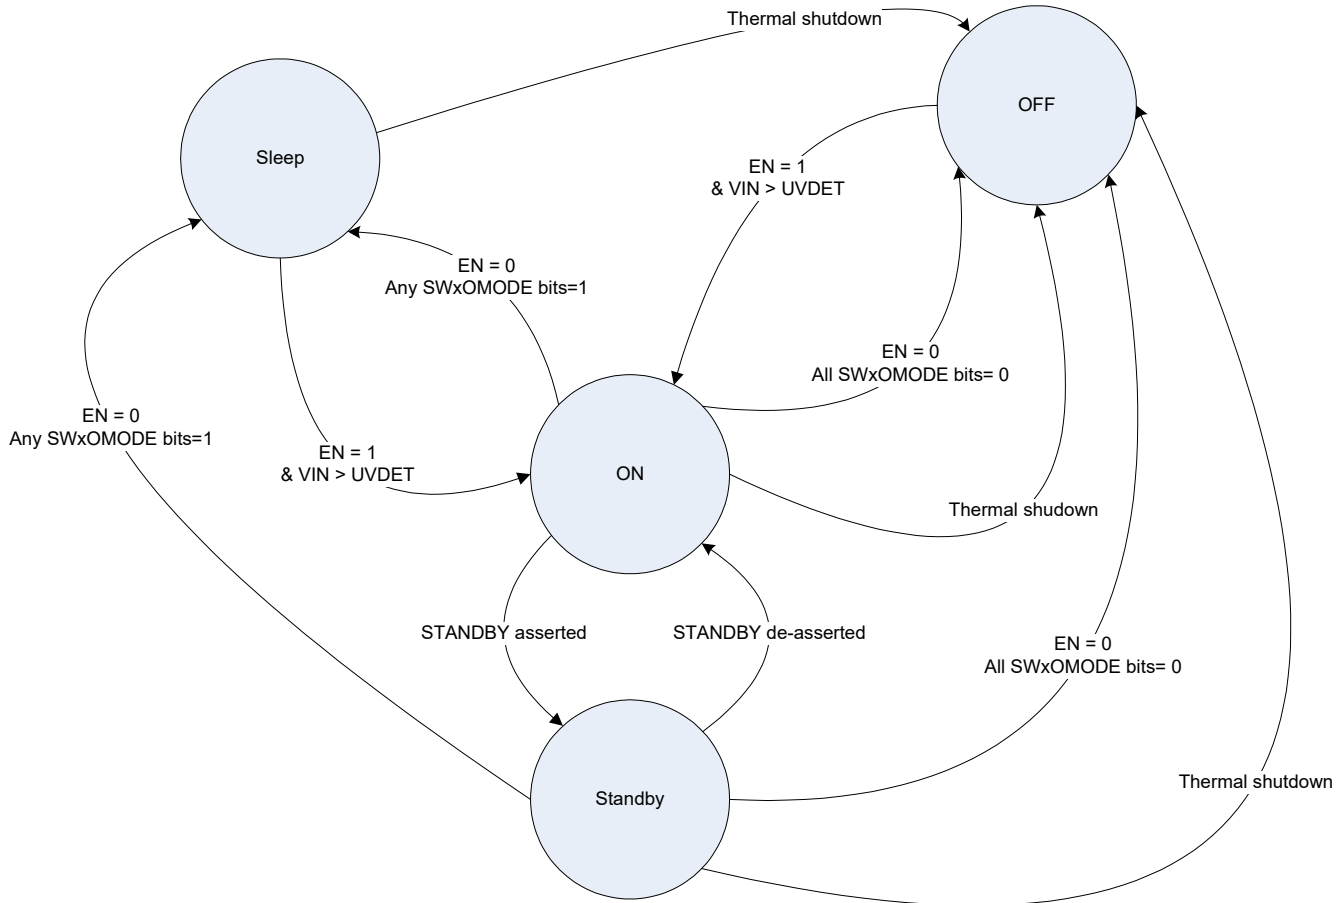 Thermal shutdown
OFF
Sleep
EN = 1
& VIN > UVDET
EN = 0
Any SWxOMODE bits=1
EN = 0
All SWxOMODE bits= 0
EN = 0
Any SWxOMODE bits=1
EN = 1
& VIN > UVDET
ON
Thermal shudown
STANDBY asserted
STANDBY de-asserted
EN = 0
All SWxOMODE bits= 0
Thermal shutdown
Standby